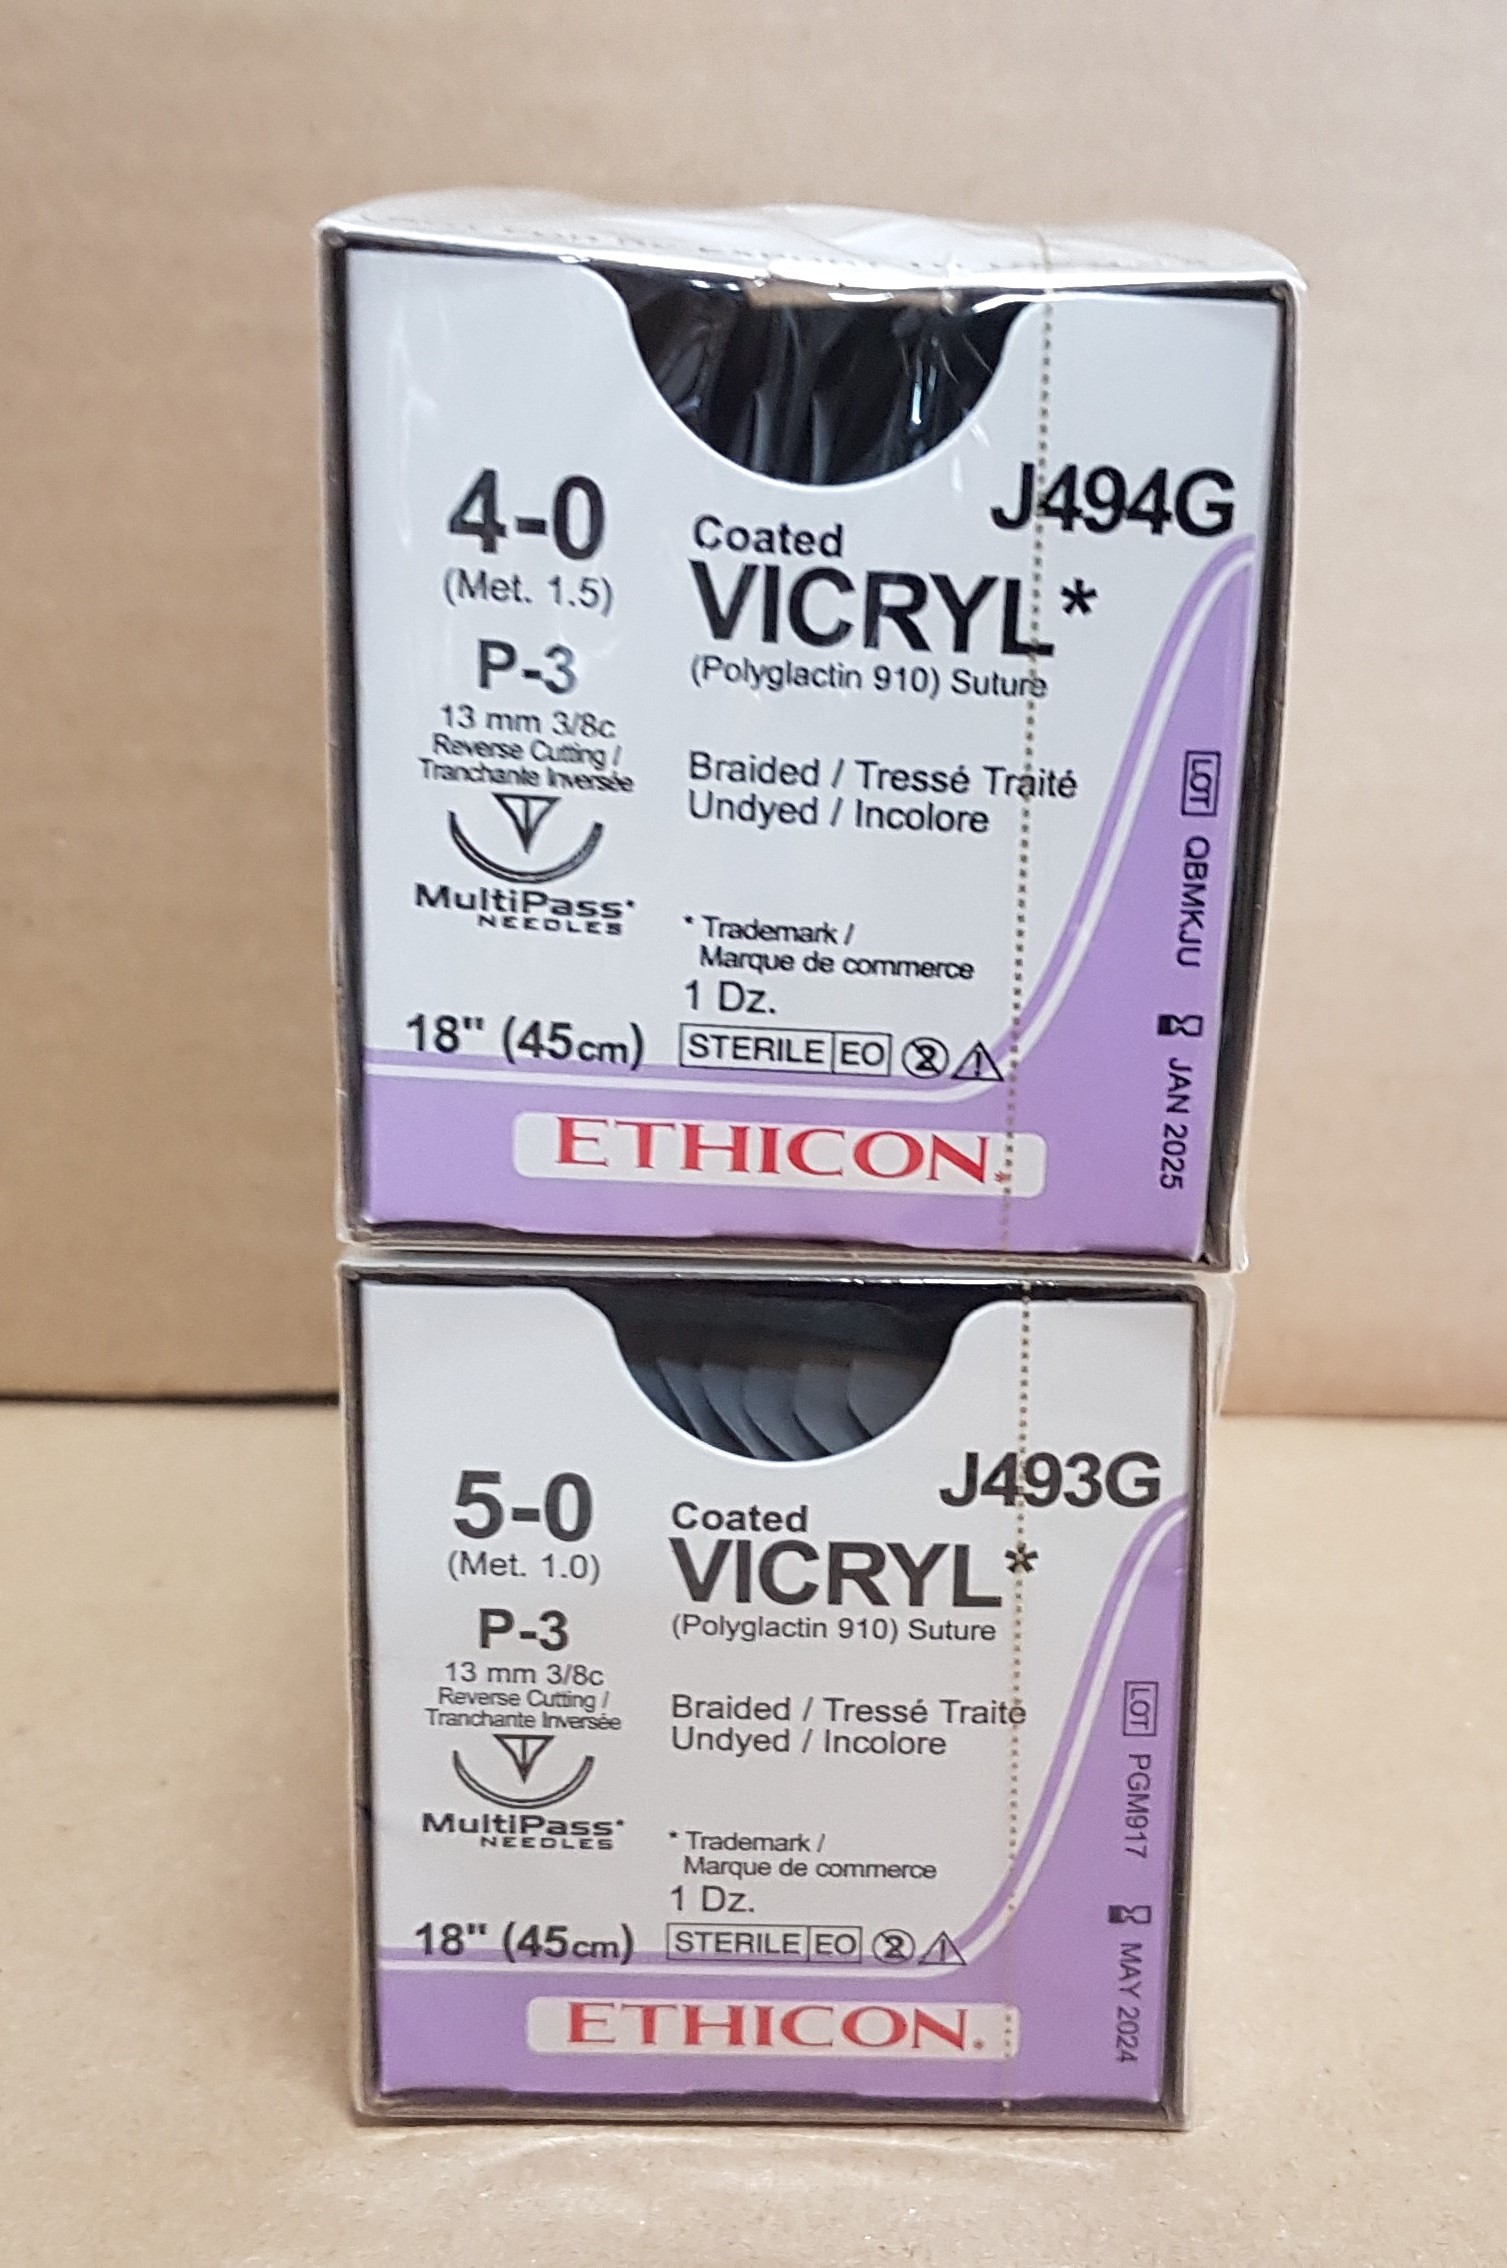 4-0
(Met. 1.5)
P-3
13 mm 3/8c
Reverse Cutting /
Tranchante Inversée
MultiPass*
NEEDLES
18" (45cm)
J494G
Coated
VICRYL*
(Polyglactin 910) Suture
Braided / Tressé Traité
Undyed / Incolore
* Trademark /
Marque de commerce
1 Dz.
STERILE EO 2
ETHICON
LOT QBMKJU
JAN 2025
5-0
(Met. 1.0)
P-3
13 mm 3/8c
Reverse Cutting /
Tranchante Inversée
MultiPass*
NEEDLES
18" (45cm)
J493G
Coated
VICRYL*
(Polyglactin 910) Suture
Braided / Tressé Traité
Undyed / Incolore
* Trademark /
Marque de commerce
1 Dz.
STERILE EO 2
ETHICON
LOT PGM917
MAY 2024